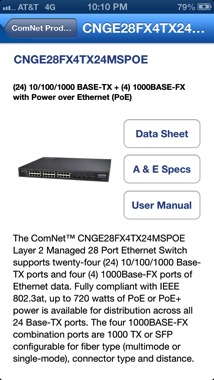 AT&T 4G 10:10 PM 79%
ComNet Prod... CNGE28FX4TX24...
CNGE28FX4TX24MSPOE
(24) 10/100/1000 BASE-TX + (4) 1000BASE-FX
with Power over Ethernet (PoE)
Data Sheet
A & E Specs
User Manual
The ComNet™ CNGE28FX4TX24MSPOE
Layer 2 Managed 28 Port Ethernet Switch
supports twenty-four (24) 10/100/1000 Base-
TX ports and four (4) 1000Base-FX ports of
Ethernet data. Fully compliant with IEEE
802.3at, up to 720 watts of PoE or PoE+
power is available for distribution across all
24 Base-TX ports. The four 1000BASE-FX
combination ports are 1000 TX or SFP
configurable for fiber type (multimode or
single-mode), connector type and distance.